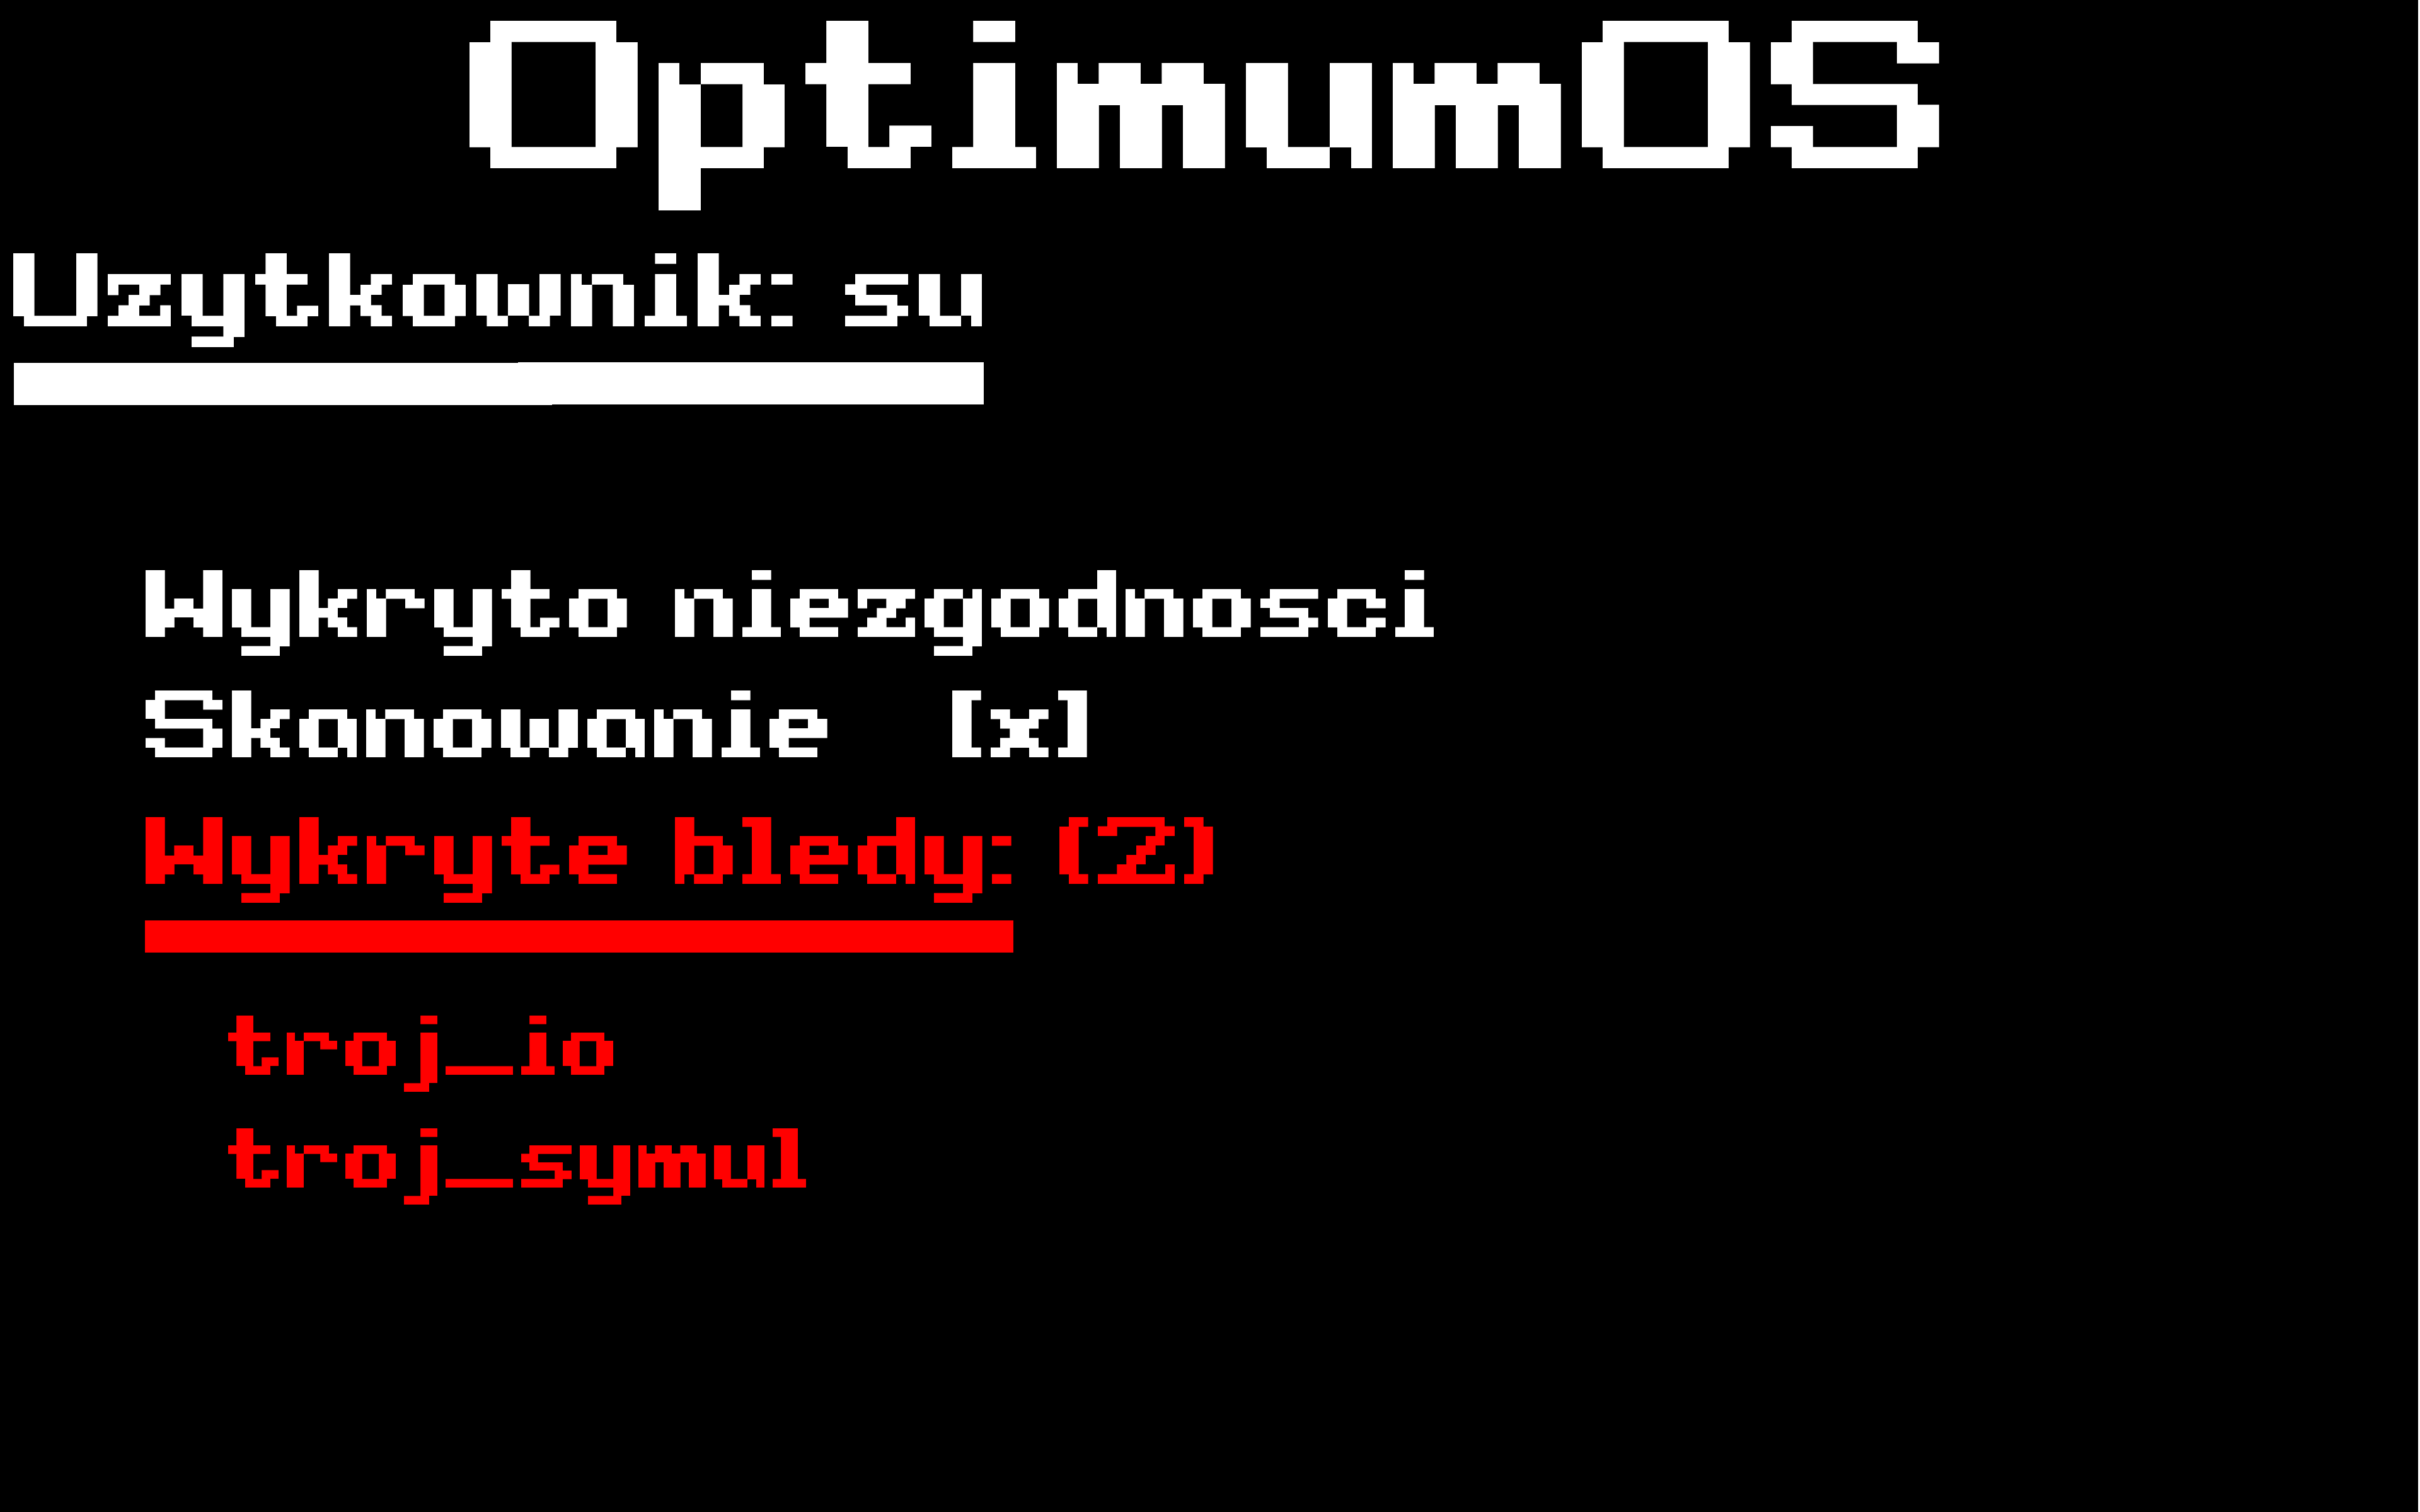 OptimumOS
Uzytkownik: su
Wykryto niezgodnosci
Skanowanie [x]
Wykryte bledy: (2)
troj_io
troj_symul